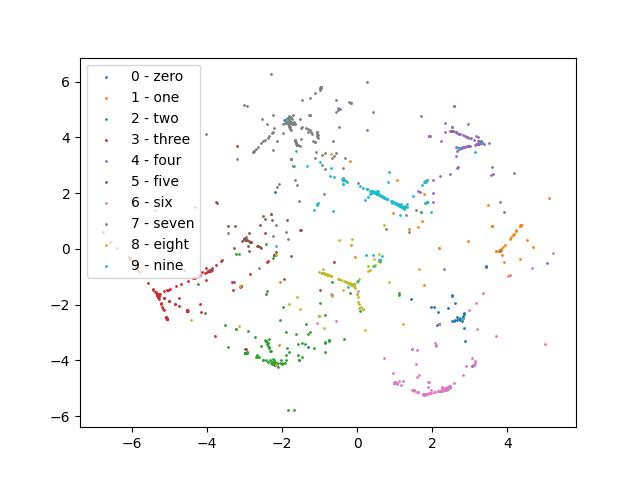 0 - zero
1 - one
2 - two
3 - three
4 - four
5 - five
6 - six
7 - seven
8 - eight
9 - nine
6
4
2
0
−2
−4
−6
−6 −4 −2 0 2 4